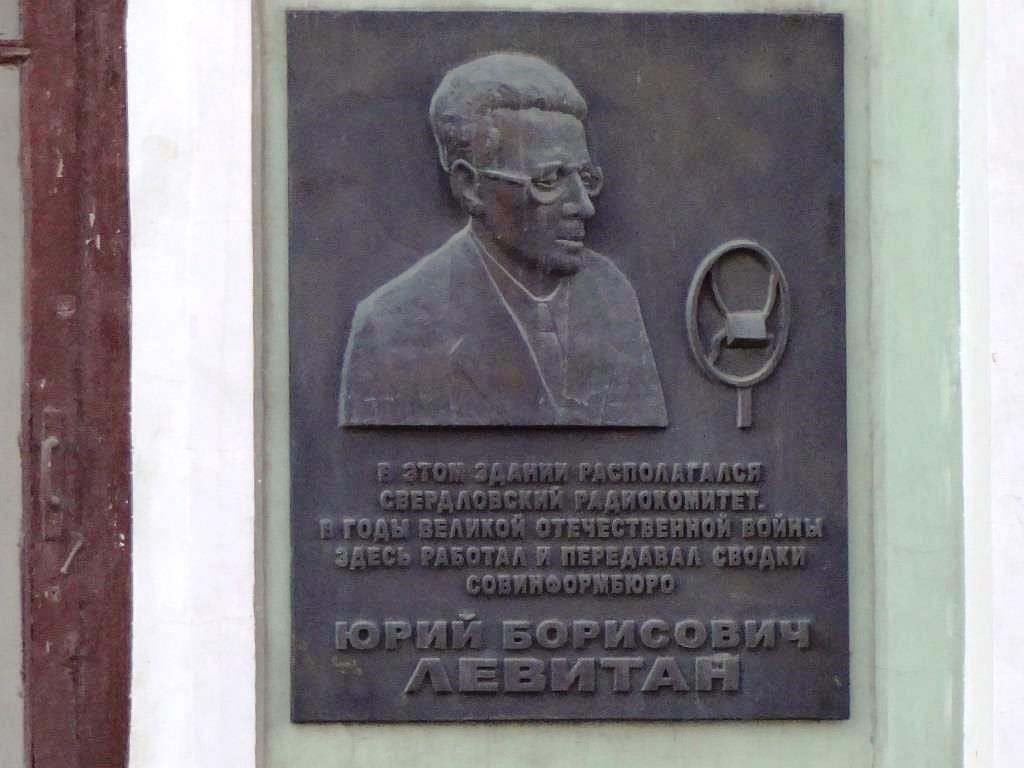 В ЭТОМ ЗДАНИИ РАСПОЛАГАЛСЯ
СВЕРДЛОВСКИЙ РАДИОКОМИТЕТ.
В ГОДЫ ВЕЛИКОЙ ОТЕЧЕСТВЕННОЙ ВОЙНЫ
ЗДЕСЬ РАБОТАЛ И ПЕРЕДАВАЛ СВОДКИ
СОВИНФОРМБЮРО
ЮРИЙ БОРИСОВИЧ
ЛЕВИТАН